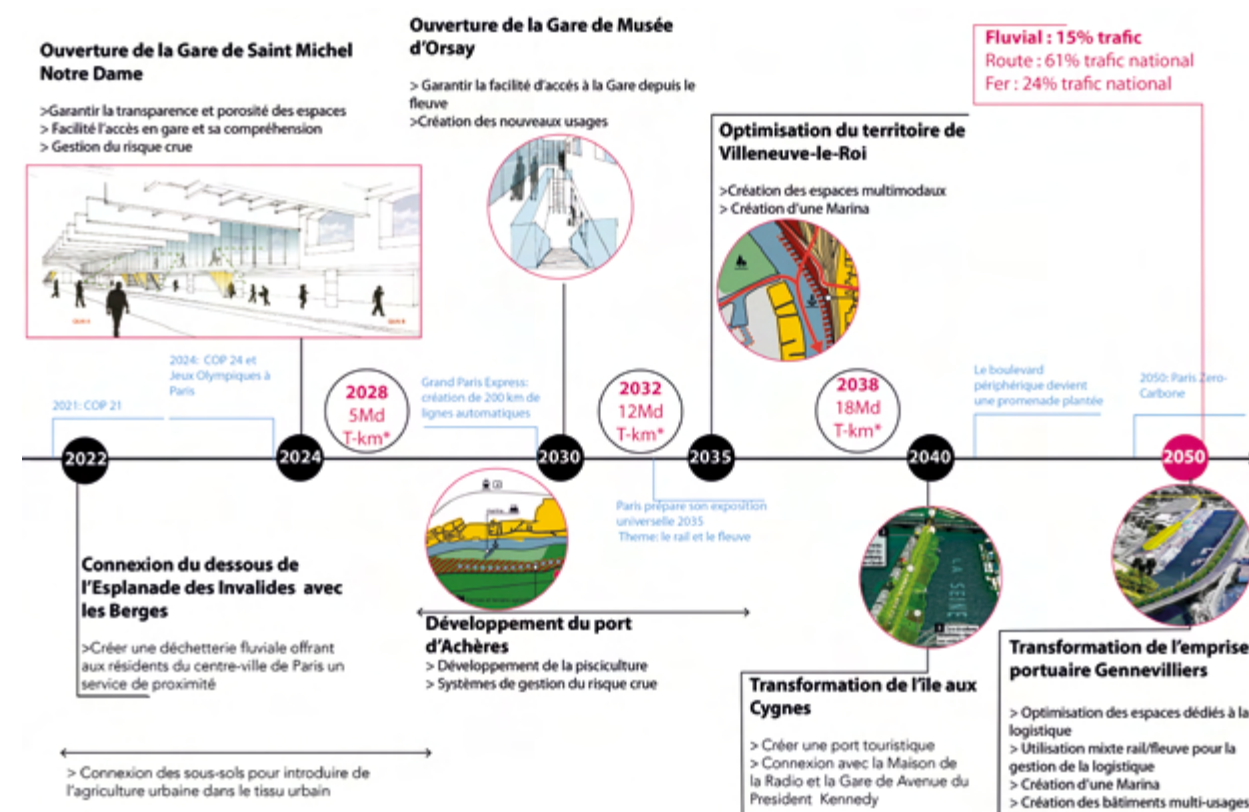 Ouverture de la Gare de Saint Michel
Notre Dame
>Garantir la transparence et porosité des espaces
> Facilité l'accès en gare et sa compréhension
> Gestion du risque crue
Ouverture de la Gare de Musée
d'Orsay
> Garantir la facilité d'accés à la Gare depuis le
fleuve
>Création des nouveaux usages
Optimisation du territoire de
Villeneuve-le-Roi
>Création des espaces multimodaux
> Création d'une Marina
Fluvial : 15% trafic
Route : 61% trafic national
Fer : 24% trafic national
2021: COP 21
2024: COP 24 et
Jeux Olympiques à
Paris
2028
5Md
T-km*
Grand Paris Express:
création de 200 km de
lignes automatiques
2032
12Md
T-km*
2038
18Md
T-km*
Le boulevard
périphérique devient
une promenade plantée
2050: Paris Zero-
Carbone
2022
2024
2030
2035
2040
2050
Paris prépare son exposition
universelle 2035
Theme: le rail et le fleuve
Connexion du dessous de
l'Esplanade des Invalides avec
les Berges
>Créer une déchetterie fluviale offrant
aux résidents du centre-ville de Paris un
service de proximité
> Connexion des sous-sols pour introduire de
l'agriculture urbaine dans le tissu urbain
Développement du port
d'Achères
> Développement de la pisciculture
> Systèmes de gestion du risque crue
LA SEINE
Transformation de l'île aux
Cygnes
> Créer une port touristique
> Connexion avec la Maison de
la Radio et la Gare de Avenue du
President Kennedy
Transformation de l'emprise
portuaire Gennevilliers
> Optimisation des espaces dédiés à la
logistique
> Utilisation mixte rail/fleuve pour la
gestion de la logistique
> Création d'une Marina
> Création des bâtiments multi-usages